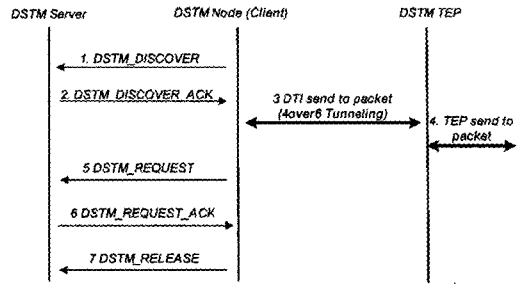 DSTM Server
DSTM Node (Client)
DSTM TEP
1. DSTM_DISCOVER
2. DSTM_DISCOVER_ACK
3 DTI send to packet
(4over6 Tunneling)
4. TEP send to
packet
5 DSTM_REQUEST
6 DSTM_REQUEST_ACK
7 DSTM_RELEASE